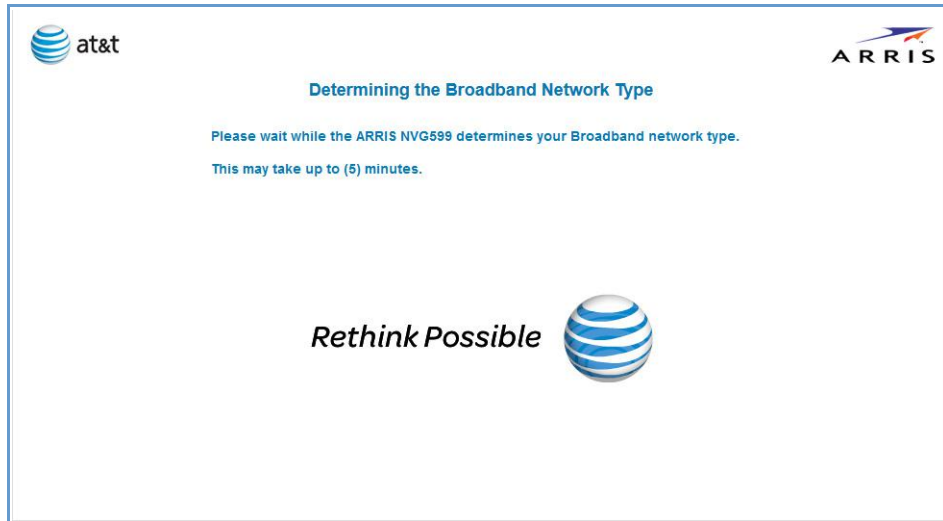 at&t
ARRIS
Determining the Broadband Network Type
Please wait while the ARRIS NVG599 determines your Broadband network type.
This may take up to (5) minutes.
Rethink Possible